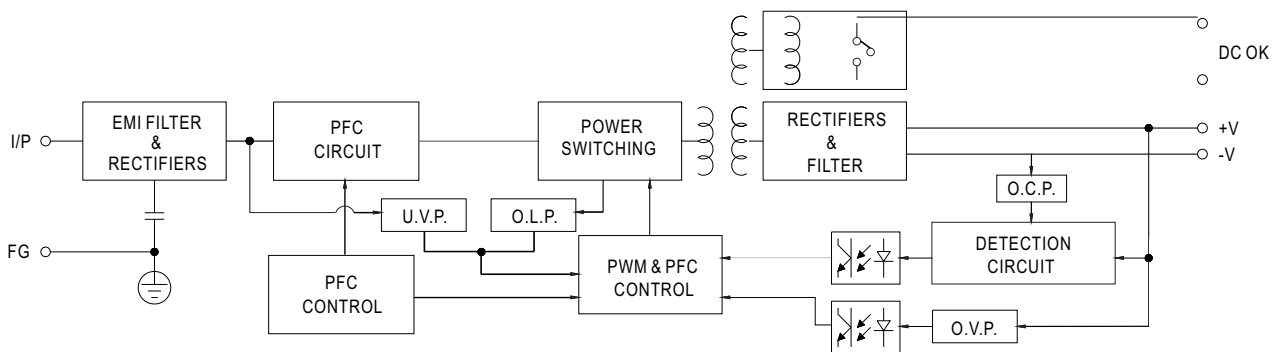 DC OK
I/P
EMI FILTER
&
RECTIFIERS
PFC
CIRCUIT
POWER
SWITCHING
RECTIFIERS
&
FILTER
+V
-V
O.C.P.
U.V.P.
O.L.P.
FG
PFC
CONTROL
PWM & PFC
CONTROL
DETECTION
CIRCUIT
O.V.P.